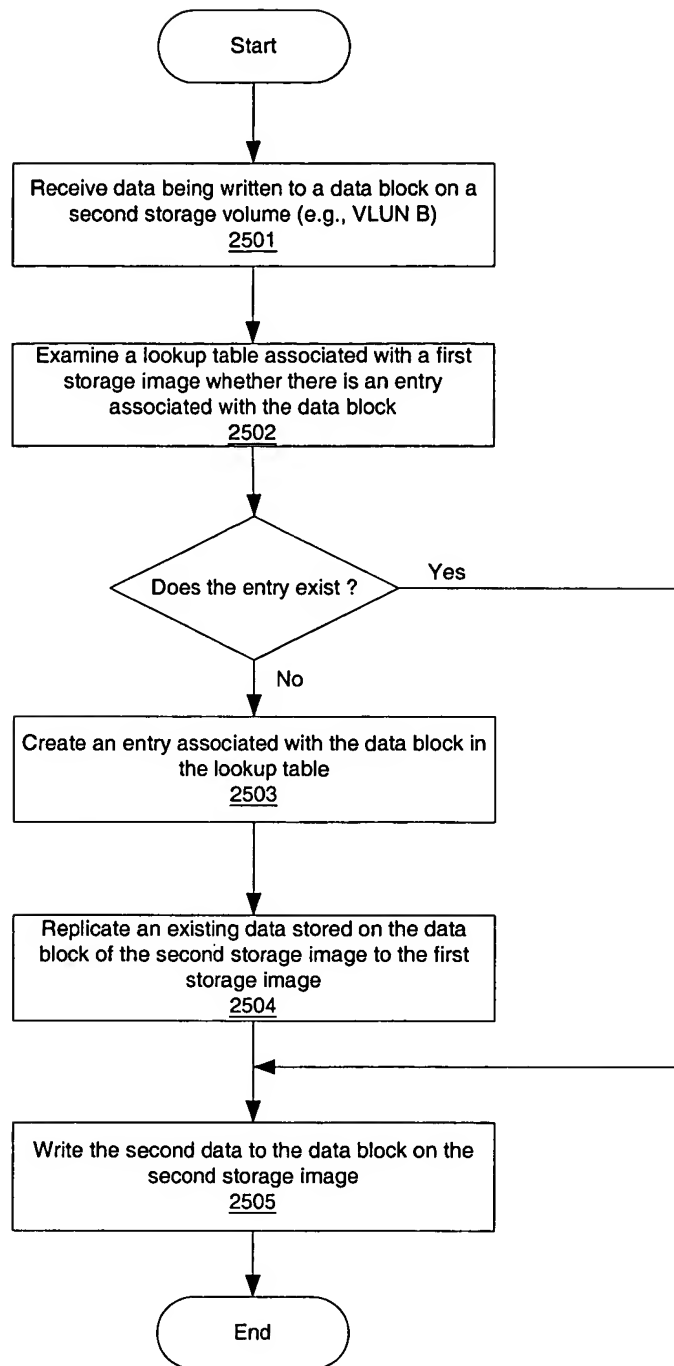 Start
Receive data being written to a data block on a
second storage volume (e.g., VLUN B)
2501
Examine a lookup table associated with a first
storage image whether there is an entry
associated with the data block
2502
Does the entry exist ?
Yes
No
Create an entry associated with the data block in
the lookup table
2503
Replicate an existing data stored on the data
block of the second storage image to the first
storage image
2504
Write the second data to the data block on the
second storage image
2505
End